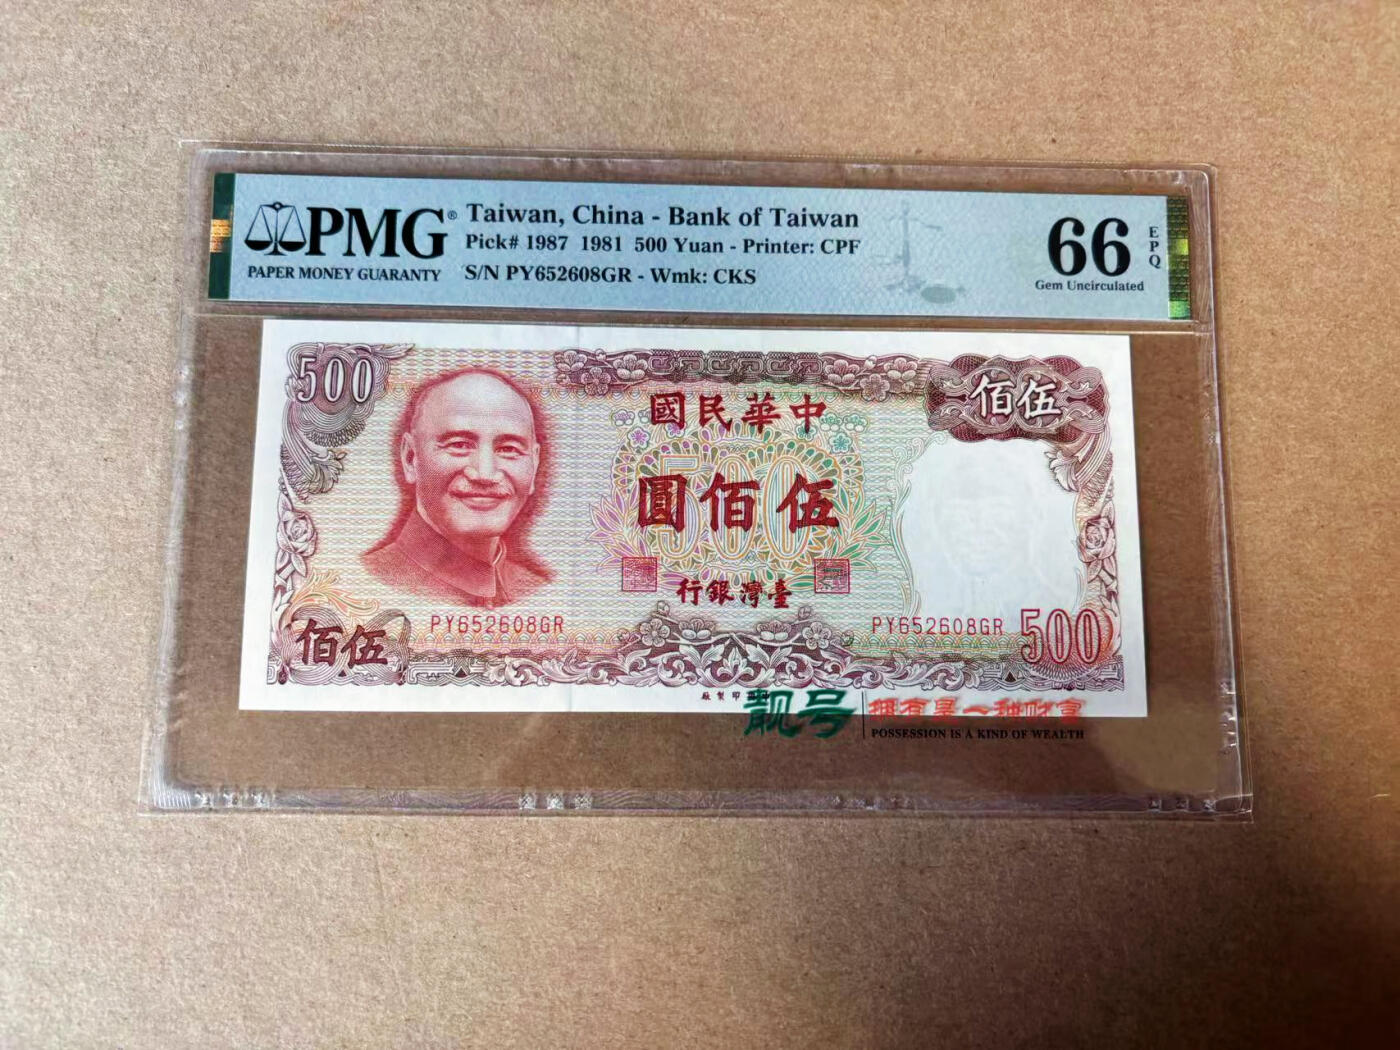 PMG®
PAPER MONEY GUARANTY
Taiwan, China - Bank of Taiwan
Pick# 1987 1981 500 Yuan - Printer: CPF
S/N PY652608GR - Wmk: CKS
66
EPQ
Gem Uncirculated
500
佰伍
國民華中
500
圓佰伍
行銀灣臺
PY652608GR
PY652608GR
佰伍
500
廠製印
靓号
拥有是一种财富
POSSESSION IS A KIND OF WEALTH